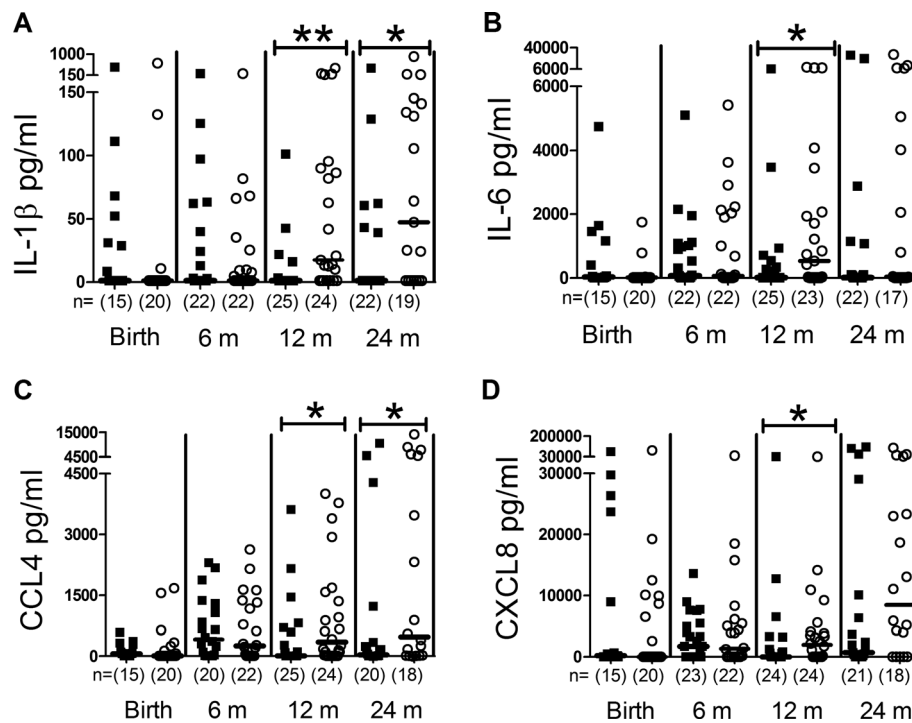 A
** *
IL-1β pg/ml
1000
150
150
100
50
0
n= (15) (20) (22) (22) (25) (24) (22) (19)
Birth 6 m 12 m 24 m
B
*
IL-6 pg/ml
40000
6000
6000
4000
2000
0
n= (15) (20) (22) (22) (25) (23) (22) (17)
Birth 6 m 12 m 24 m
C
* *
CCL4 pg/ml
15000
4500
4500
3000
1500
0
n= (15) (20) (20) (22) (25) (24) (20) (18)
Birth 6 m 12 m 24 m
D
*
CXCL8 pg/ml
200000
30000
30000
20000
10000
0
n= (15) (20) (23) (22) (24) (24) (21) (18)
Birth 6 m 12 m 24 m